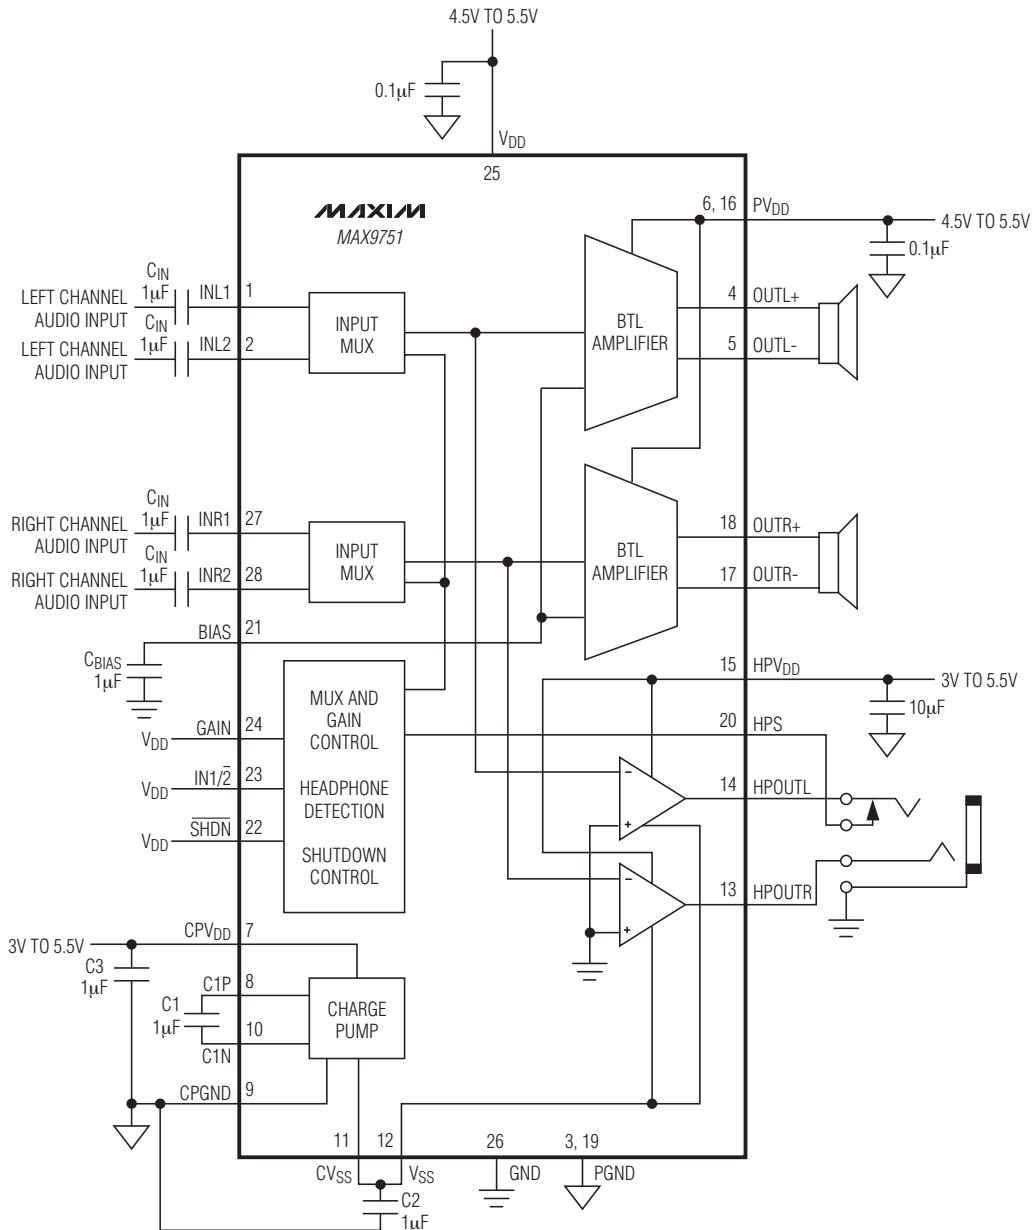 4.5V TO 5.5V
0.1µF
VDD
25
MAXIM
MAX9751
6, 16
PVDD
4.5V TO 5.5V
0.1µF
CIN
1µF
LEFT CHANNEL
AUDIO INPUT
INL1
1
CIN
1µF
LEFT CHANNEL
AUDIO INPUT
INL2
2
INPUT
MUX
BTL
AMPLIFIER
4
OUTL+
5
OUTL-
CIN
1µF
RIGHT CHANNEL
AUDIO INPUT
INR1
27
CIN
1µF
RIGHT CHANNEL
AUDIO INPUT
INR2
28
INPUT
MUX
BTL
AMPLIFIER
18
OUTR+
17
OUTR-
BIAS
21
CBIAS
1µF
15
HPVDD
3V TO 5.5V
10µF
MUX AND
GAIN
CONTROL
HEADPHONE
DETECTION
SHUTDOWN
CONTROL
20
HPS
VDD
GAIN
24
VDD
IN1/2̅
23
VDD
S̅H̅D̅N̅
22
−
+
14
HPOUTL
−
+
13
HPOUTR
3V TO 5.5V
CPVDD
7
C3
1µF
C1P
8
C1
1µF
10
C1N
CHARGE
PUMP
CPGND
9
11
12
26
3, 19
CVSS
VSS
GND
PGND
C2
1µF